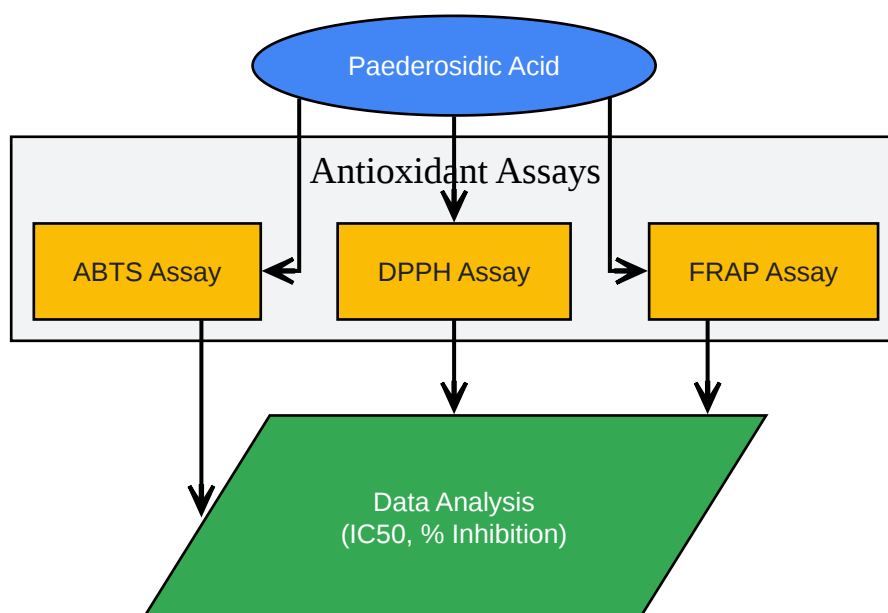 Paederosidic Acid
Antioxidant Assays
ABTS Assay
DPPH Assay
FRAP Assay
Data Analysis
(IC50, % Inhibition)